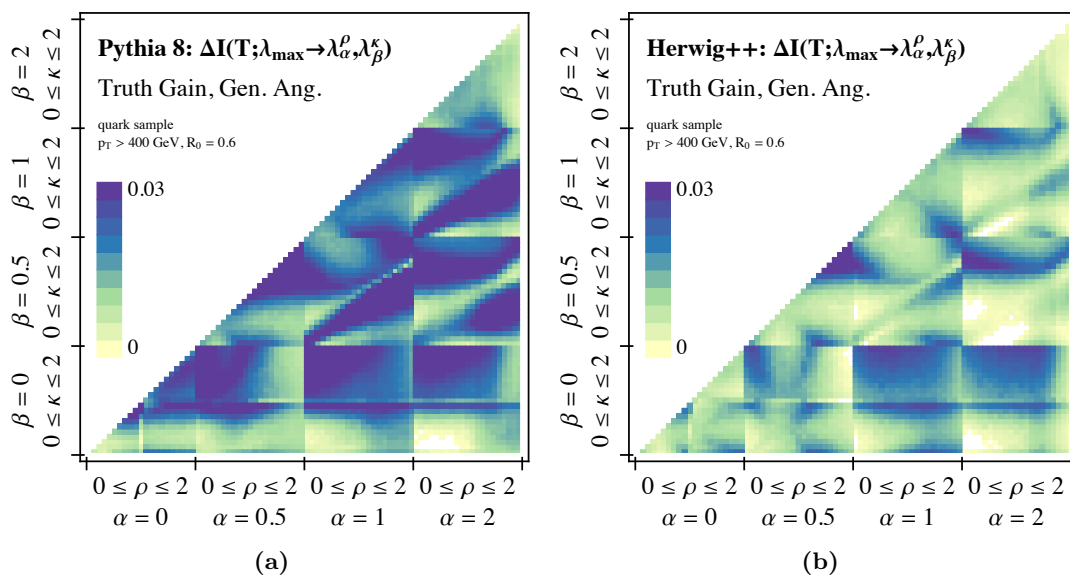 Pythia 8: ΔI(T;λmax→λα^ρ,λβ^κ)
Truth Gain, Gen. Ang.
quark sample
pT > 400 GeV, R0 = 0.6
0.03
0
β = 0
0 ≤ κ ≤ 2
β = 0.5
0 ≤ κ ≤ 2
β = 1
0 ≤ κ ≤ 2
β = 2
0 ≤ κ ≤ 2
0 ≤ ρ ≤ 2 0 ≤ ρ ≤ 2 0 ≤ ρ ≤ 2 0 ≤ ρ ≤ 2
α = 0 α = 0.5 α = 1 α = 2
(a)
Herwig++: ΔI(T;λmax→λα^ρ,λβ^κ)
Truth Gain, Gen. Ang.
quark sample
pT > 400 GeV, R0 = 0.6
0.03
0
β = 0
0 ≤ κ ≤ 2
β = 0.5
0 ≤ κ ≤ 2
β = 1
0 ≤ κ ≤ 2
β = 2
0 ≤ κ ≤ 2
0 ≤ ρ ≤ 2 0 ≤ ρ ≤ 2 0 ≤ ρ ≤ 2 0 ≤ ρ ≤ 2
α = 0 α = 0.5 α = 1 α = 2
(b)